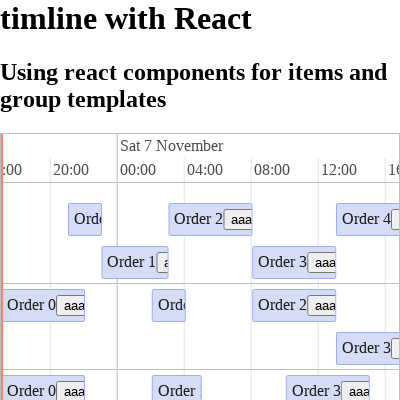 timline with React
Using react components for items and
group templates
Sat 7 November
:00 20:00 00:00 04:00 08:00 12:00
Order 2 aaa Order 4
Order 1 Order 3 aaa
Order 0 aaa Order 2 aaa
Order 3
Order 0 aaa Order Order 3 aaa